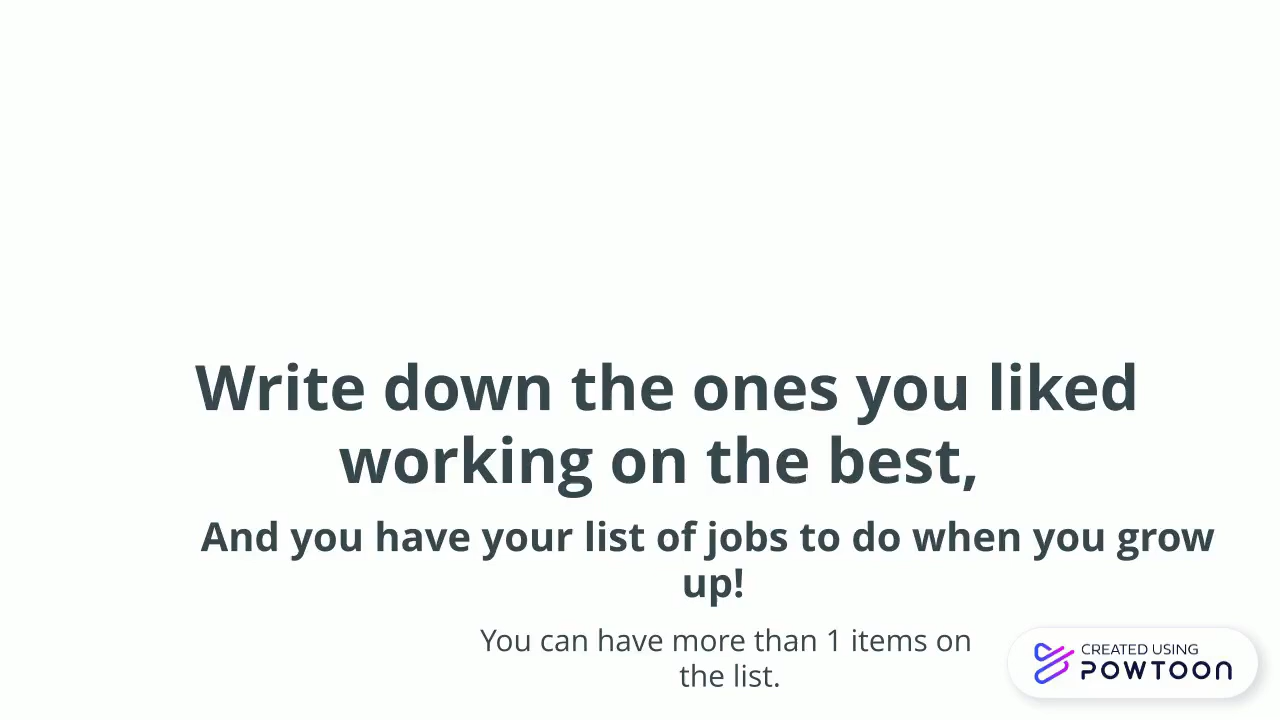 Write down the ones you liked
working on the best,
And you have your list of jobs to do when you grow
up!
You can have more than 1 items on
the list.
CREATED USING
POWTOON